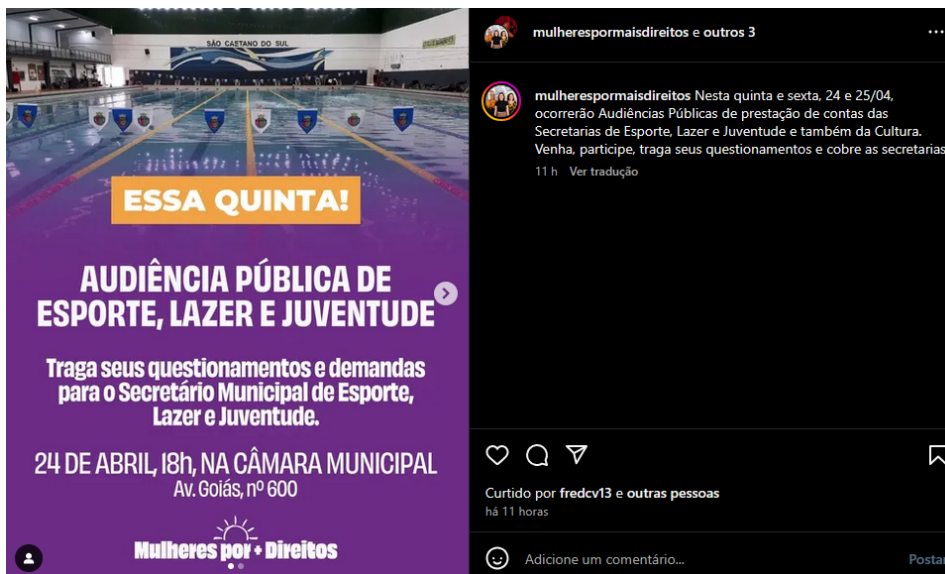 SÃO CAETANO DO SUL
ESSA QUINTA!
AUDIÊNCIA PÚBLICA DE
ESPORTE, LAZER E JUVENTUDE
Traga seus questionamentos e demandas
para o Secretário Municipal de Esporte,
Lazer e Juventude.
24 DE ABRIL, 18h, NA CÂMARA MUNICIPAL
Av. Goiás, nº 600
Mulheres por + Direitos
mulherespormaisdireitos e outros 3
mulherespormaisdireitos Nesta quinta e sexta, 24 e 25/04,
ocorrerão Audiências Públicas de prestação de contas das
Secretarias de Esporte, Lazer e Juventude e também da Cultura.
Venha, participe, traga seus questionamentos e cobre as secretarias
11 h Ver tradução
Curtido por fredcv13 e outras pessoas
há 11 horas
Adicione um comentário...
Postar